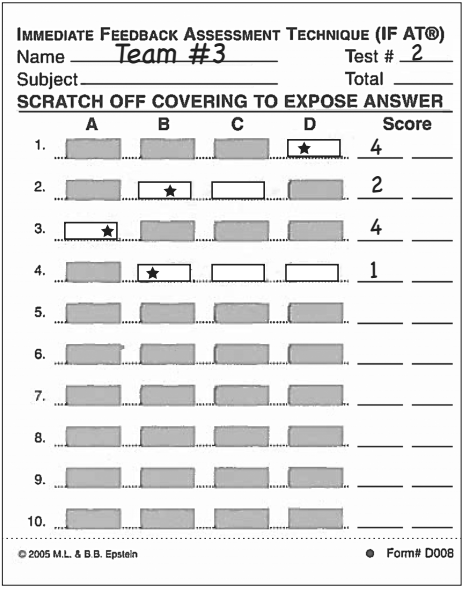 IMMEDIATE FEEDBACK ASSESSMENT TECHNIQUE (IF AT®)
Name Team #3 Test # 2
Subject Total
SCRATCH OFF COVERING TO EXPOSE ANSWER
A B C D Score
1. 4
2. 2
3. 4
4. 1
5.
6.
7.
8.
9.
10.
© 2005 M.L. & B.B. Epstein Form# D008